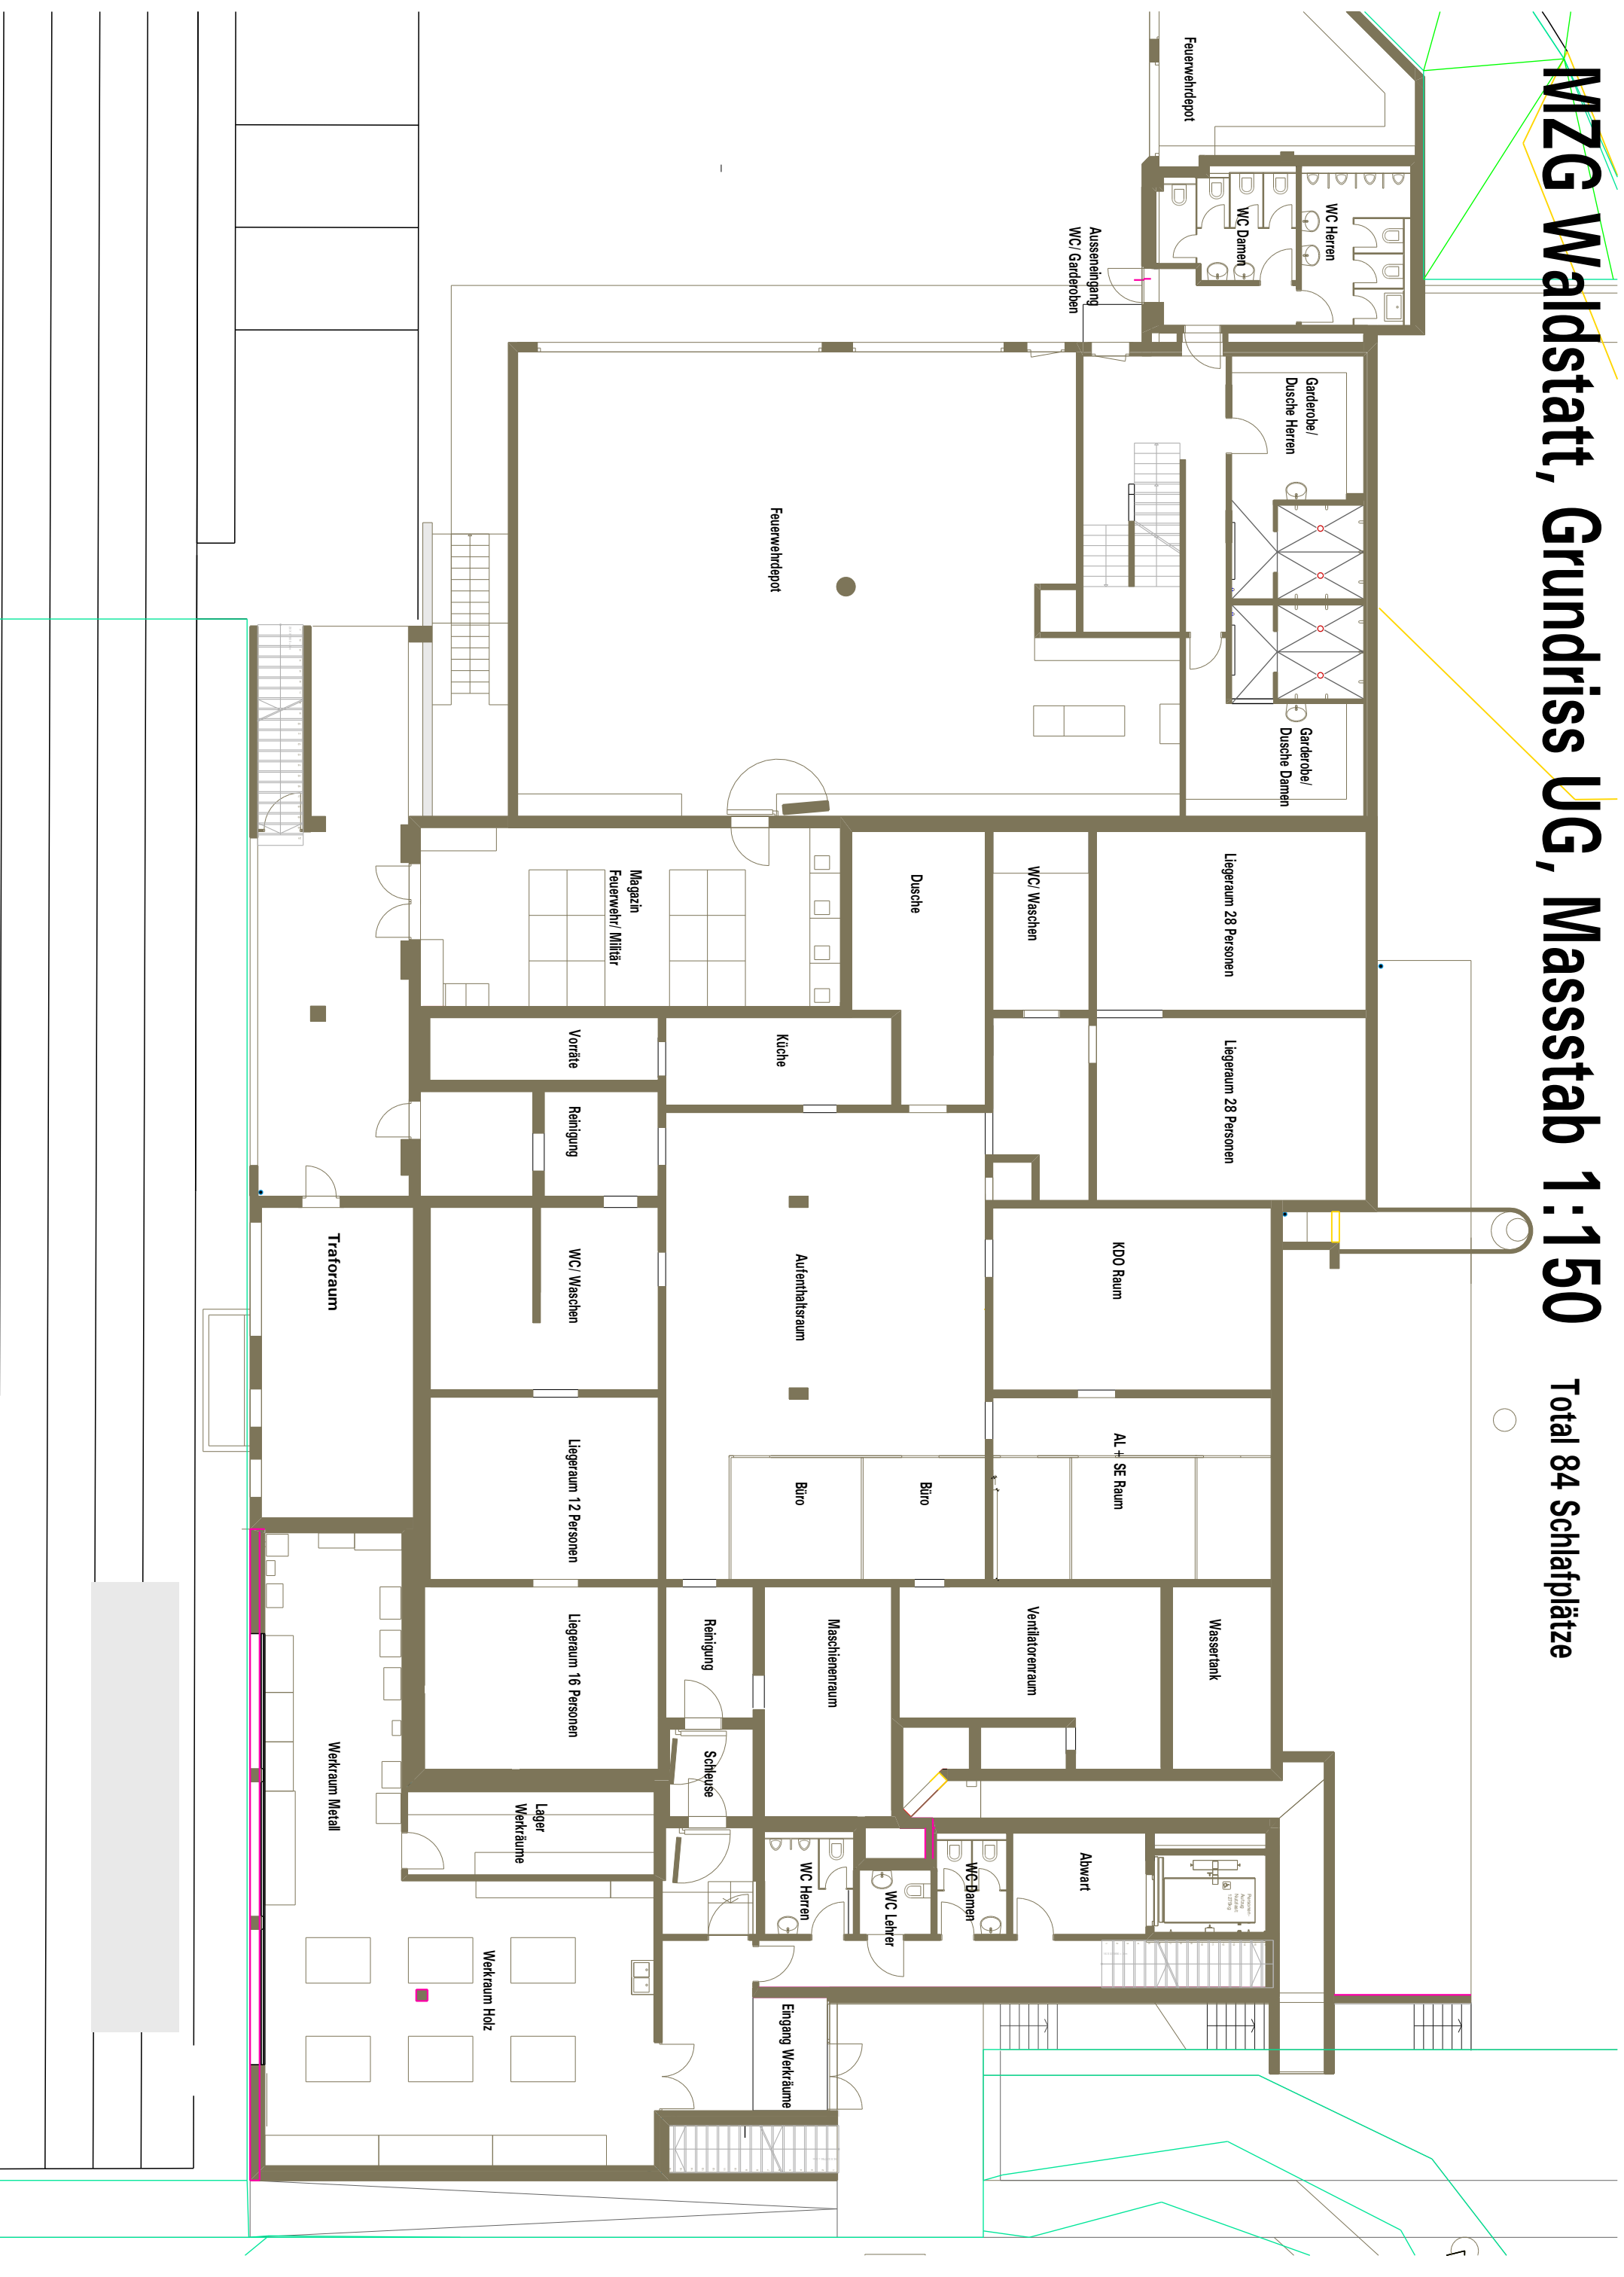 MZG Waldstatt, Grundriss UG, Massstab 1:150
Total 84 Schlafplätze
Feuerwehrdepot
WC Herren
WC Damen
Ausseneingang
WC/ Garderoben
Garderobe/
Dusche Herren
Garderobe/
Dusche Damen
Feuerwehrdepot
Liegeraum 28 Personen
WC/ Waschen
Dusche
Magazin
Feuerwehr/ Militär
Liegeraum 28 Personen
Küche
Vorräte
Reinigung
KDO Raum
Aufenthaltsraum
WC/ Waschen
Traforaum
AL + SE Raum
Büro
Büro
Liegeraum 12 Personen
Wassertank
Ventilatorenraum
Maschienenraum
Reinigung
Liegeraum 16 Personen
Schleuse
Werkraum Metall
Lager
Werkräume
Abwart
WC Damen
WC Lehrer
WC Herren
Werkraum Holz
Eingang Werkräume